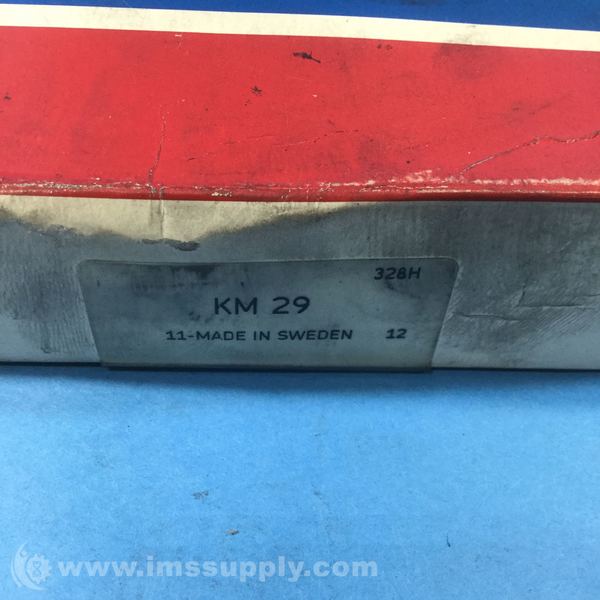 328H
KM 29
11-MADE IN SWEDEN 12
www.imssupply.com